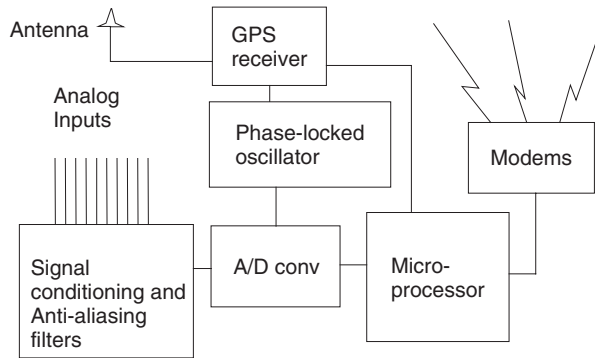 Antenna
GPS
receiver
Analog
Inputs
Phase-locked
oscillator
Modems
Signal
conditioning and
Anti-aliasing
filters
A/D conv
Micro-
processor